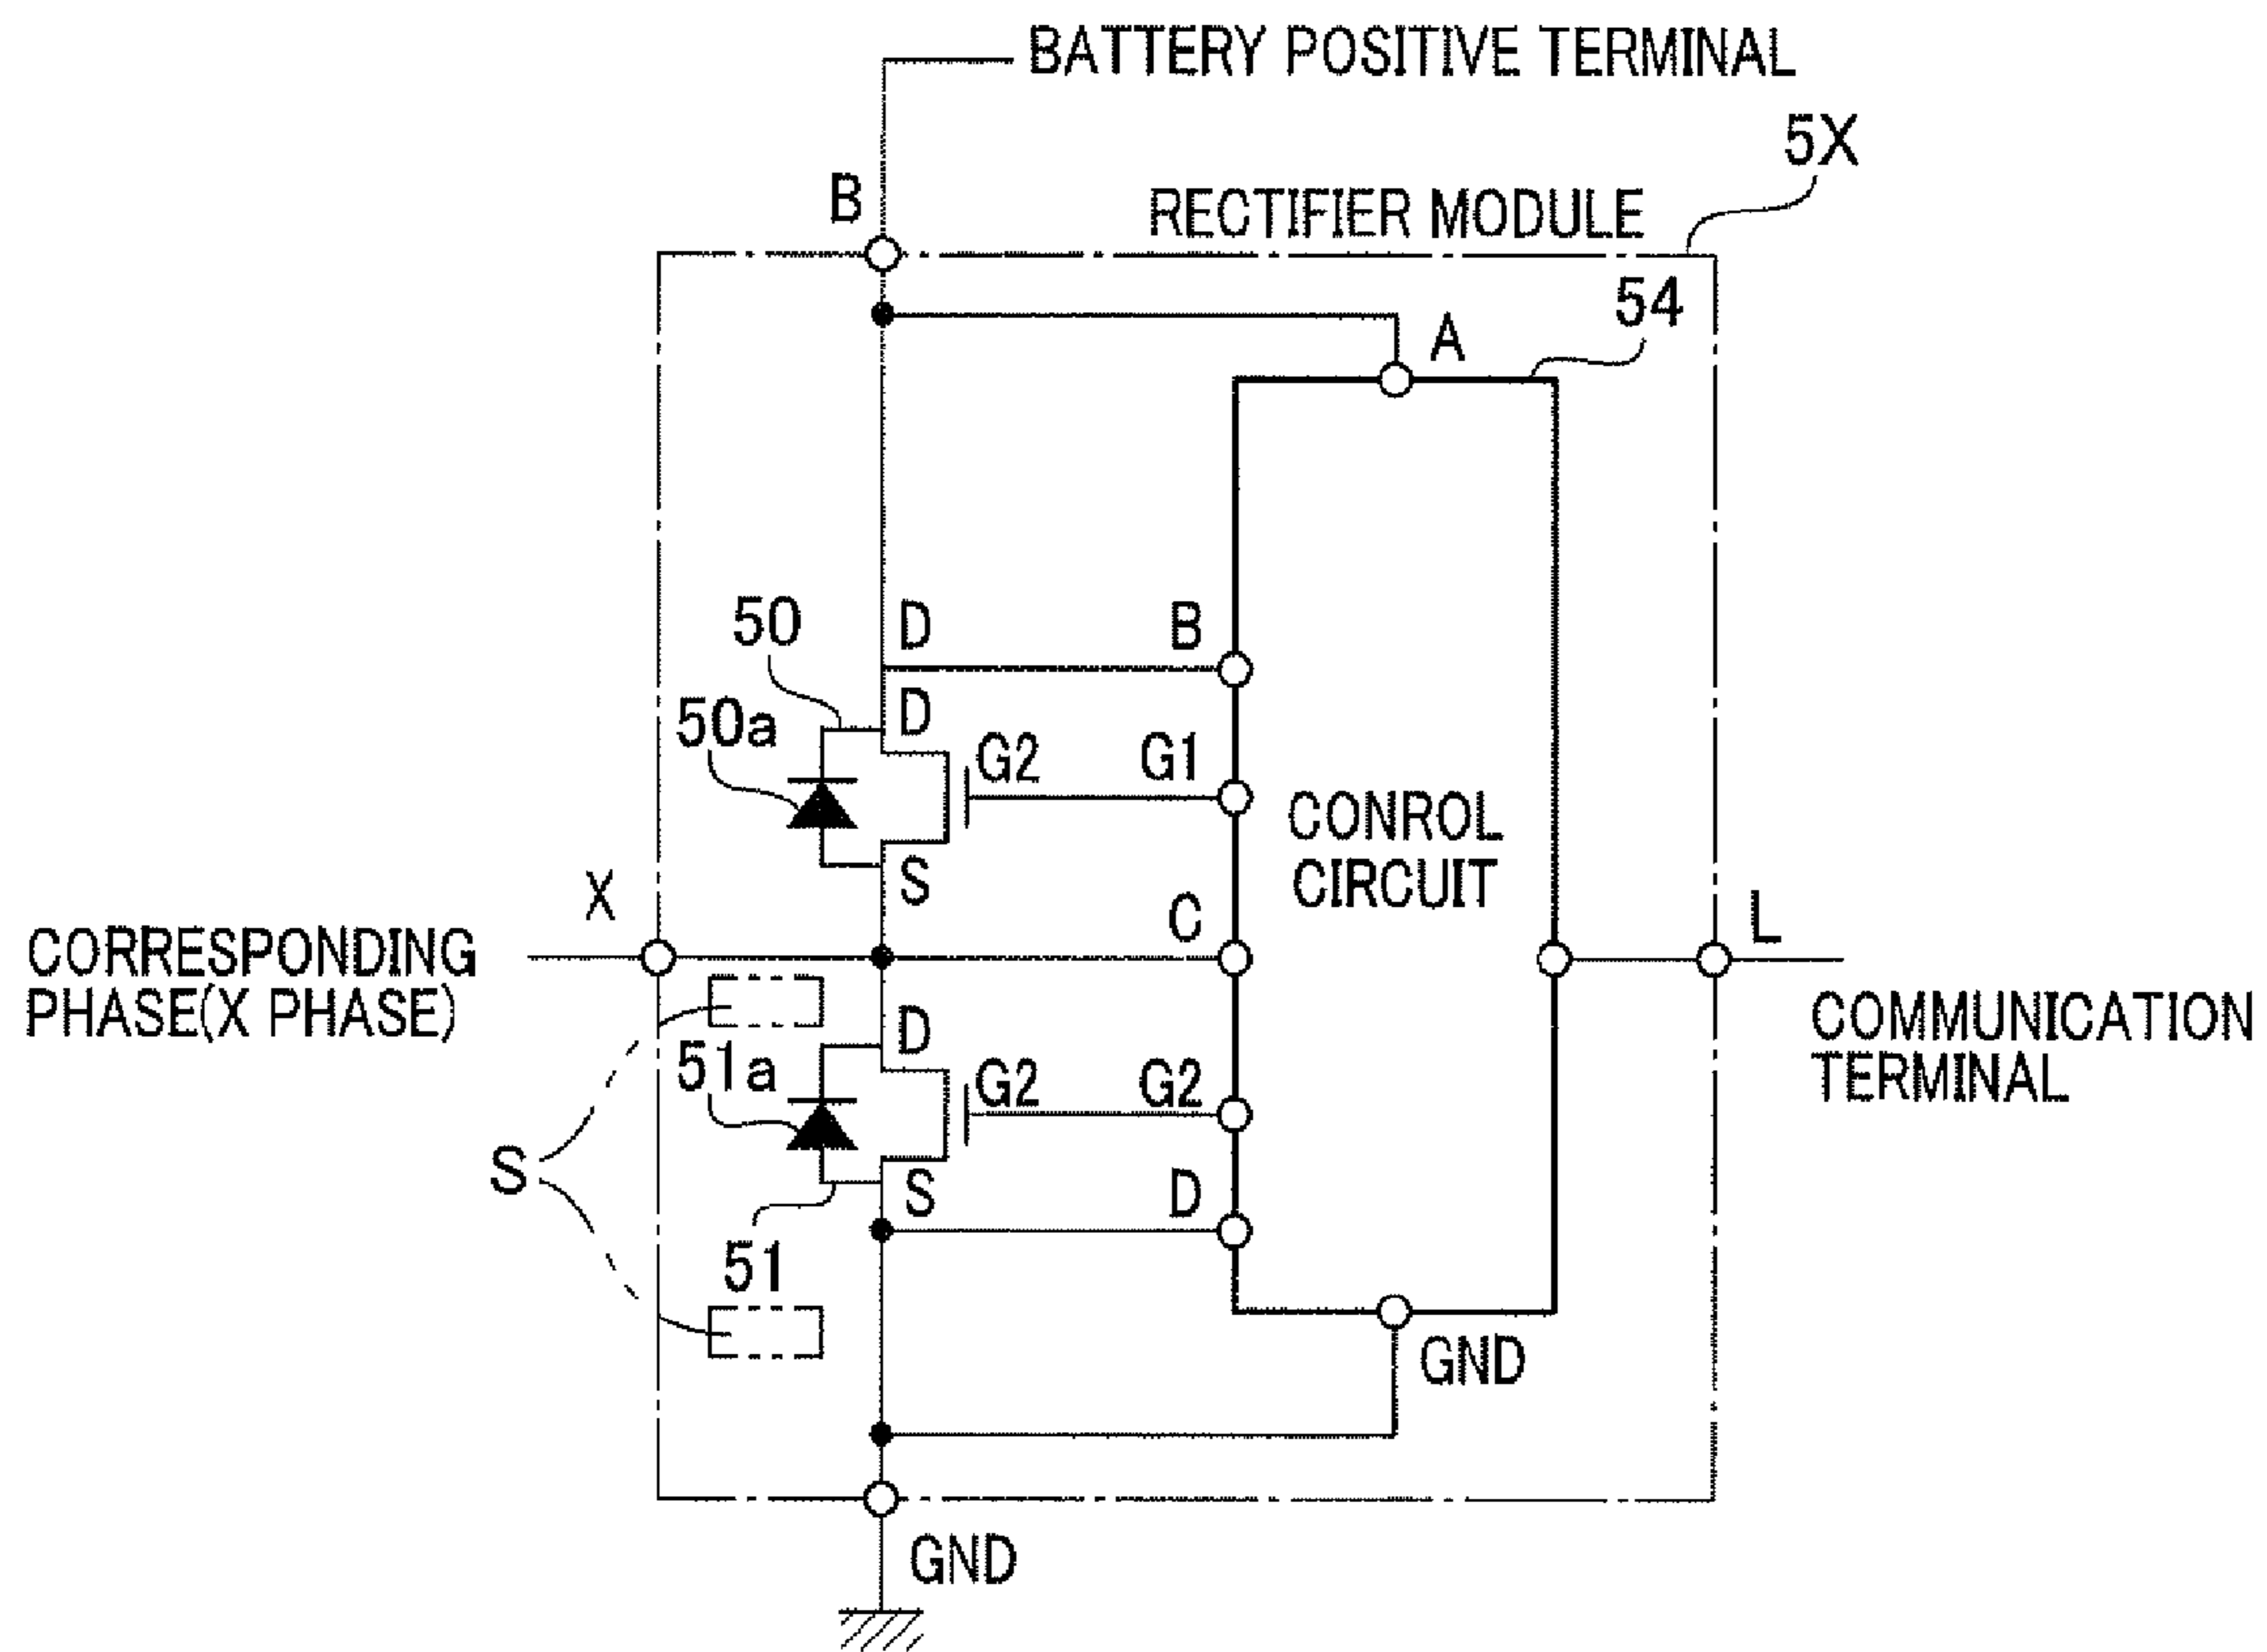 BATTERY POSITIVE TERMINAL
5X
B
RECTIFIER MODULE
54
A
50
D
B
50a
D
G2
G1
CONROL
CIRCUIT
S
X
C
L
CORRESPONDING
PHASE(X PHASE)
COMMUNICATION
TERMINAL
D
51a
G2
G2
S
S
D
51
GND
GND